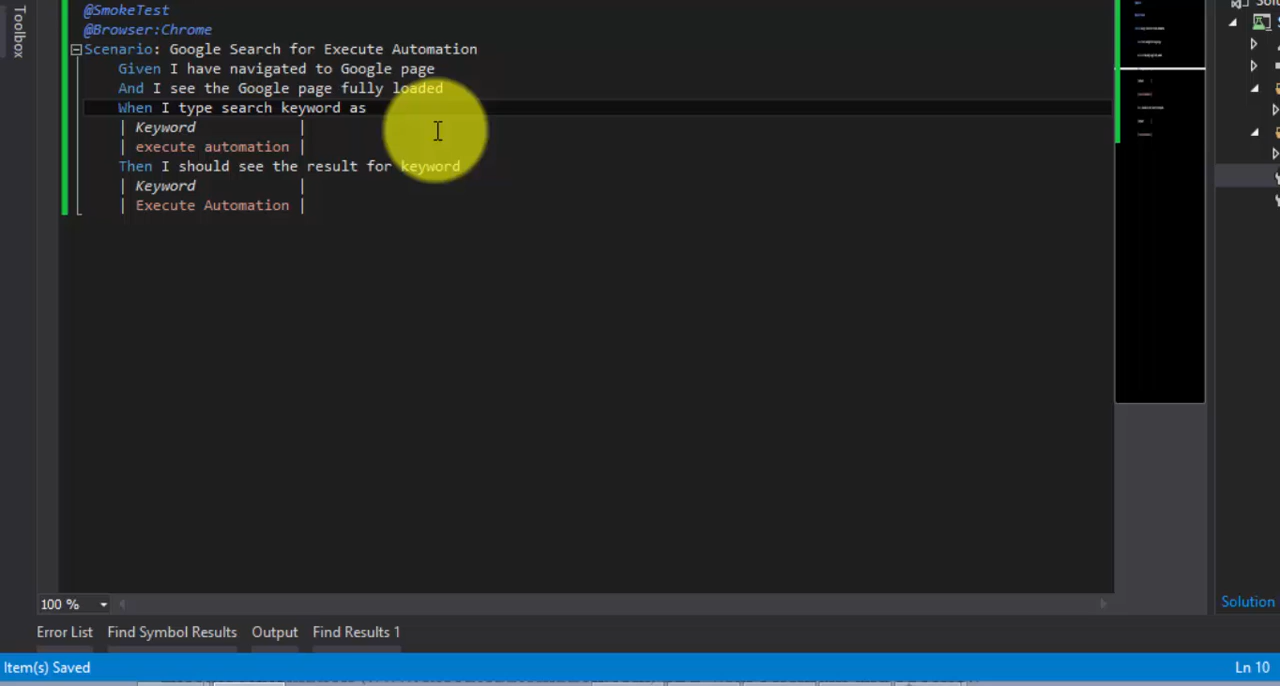 Toolbox
@SmokeTest
@Browser:Chrome
Scenario: Google Search for Execute Automation
Given I have navigated to Google page
And I see the Google page fully loaded
When I type search keyword as
| Keyword |
| execute automation |
Then I should see the result for keyword
| Keyword |
| Execute Automation |
100 %
Solution
Error List Find Symbol Results Output Find Results 1
Item(s) Saved Ln 10